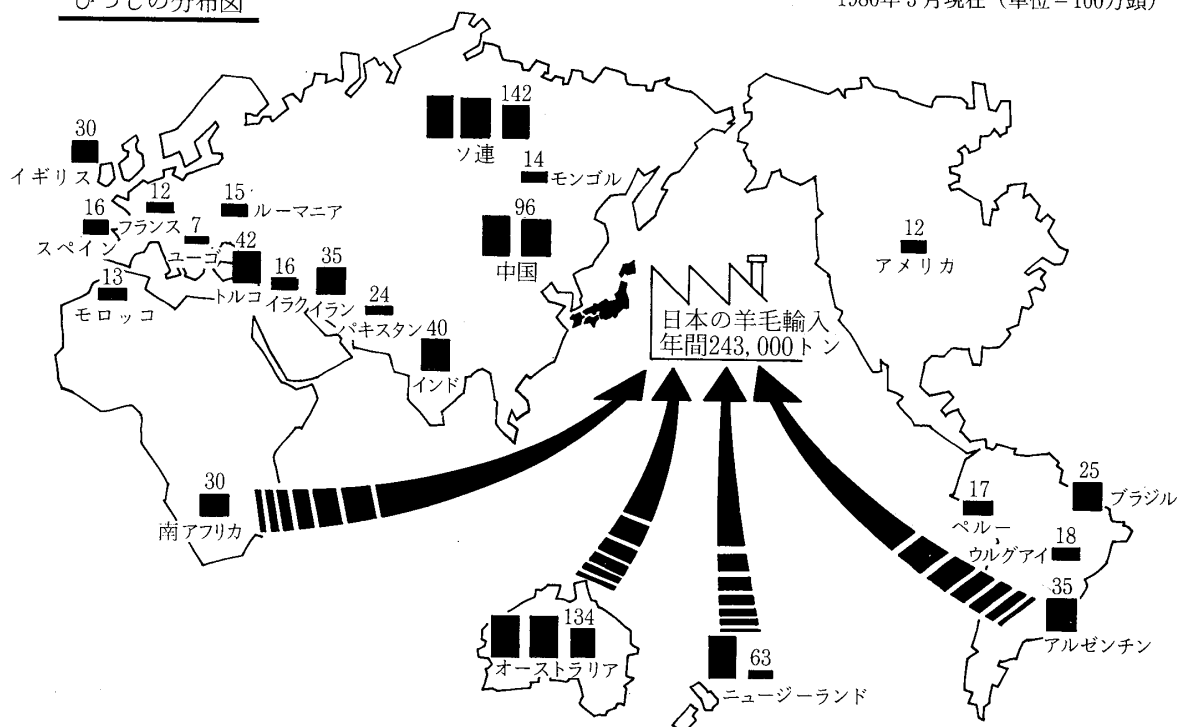 ひつじの分布図
1980年3月現在（単位＝100万頭）
142
ソ連
30
イギリス
14
モンゴル
12
フランス
15
ルーマニア
16
スペイン
7
ユーゴ
42
トルコ
16
イラク
35
イラン
24
パキスタン
96
中国
12
アメリカ
13
モロッコ
40
インド
日本の羊毛輸入
年間243,000トン
30
南アフリカ
17
ペルー
25
ブラジル
18
ウルグアイ
35
アルゼンチン
134
オーストラリア
63
ニュージーランド